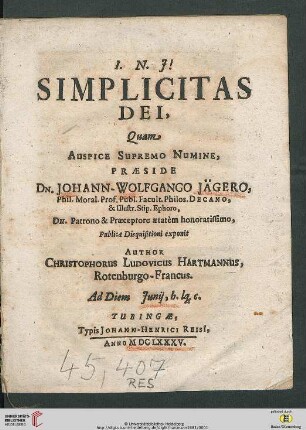 I. N. J!
SIMPLICITAS
DEI,
Quam
AUSPICE SUPREMO NUMINE,
PRÆSIDE
DN. JOHANN-WOLFGANGO JÄGERO,
Phil. Moral. Prof. Publ. Facult. Philos. DECANO,
& Illustr. Stip. Ephoro,
DN. Patrono & Præceptore ætatèm honoratissimo,
Publicæ Disquisitioni exponit
AUTHOR
CHRISTOPHORUS LUDOVICUS HARTMANNUS,
Rotenburgo-Francus.
Ad Diem Junij, h. lq, c.
TUBINGÆ,
Typis JOHANN-HENRICI REISI,
ANNO MDCLXXXV.
45, 407
RES